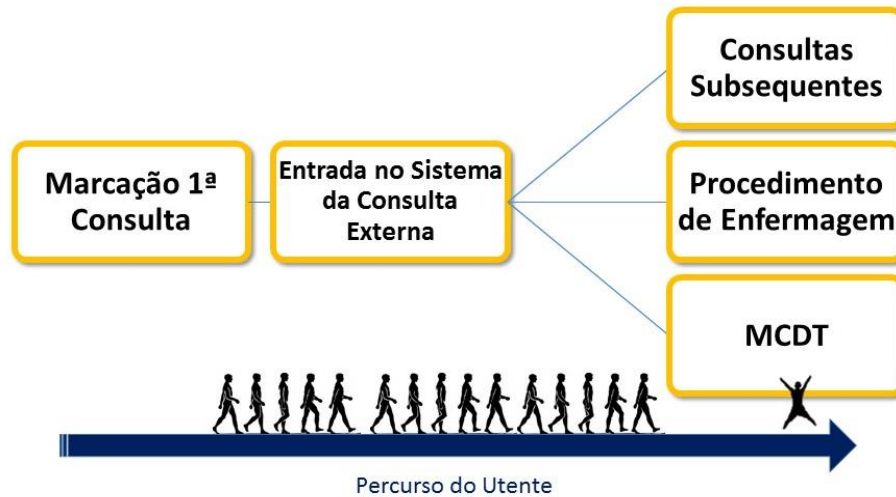 Marcação 1ª
Consulta
Entrada no Sistema
da Consulta
Externa
Consultas
Subsequentes
Procedimento
de Enfermagem
MCDT
Percurso do Utente